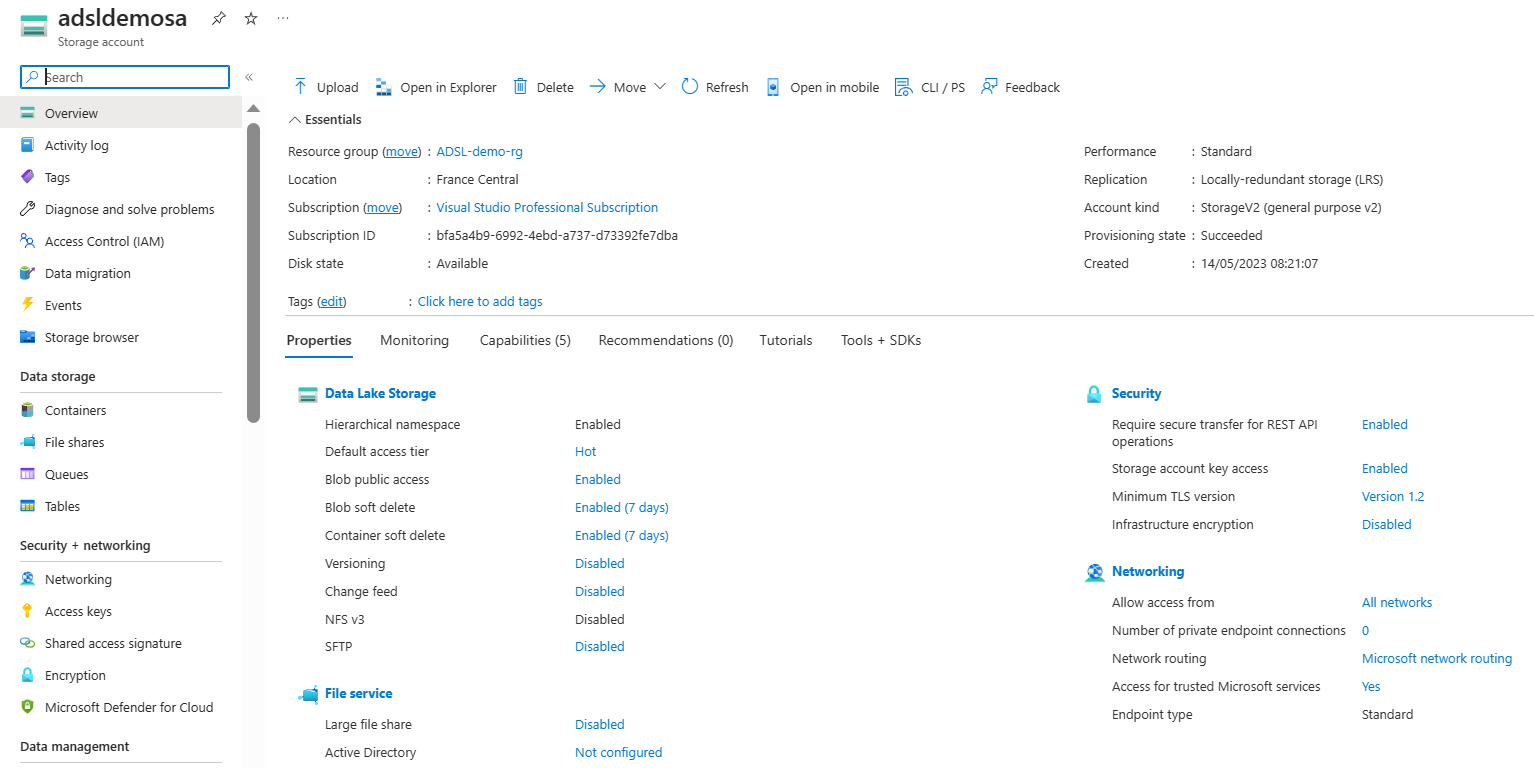 adsldemosa
Storage account
Search
Overview
Activity log
Tags
Diagnose and solve problems
Access Control (IAM)
Data migration
Events
Storage browser
Data storage
Containers
File shares
Queues
Tables
Security + networking
Networking
Access keys
Shared access signature
Encryption
Microsoft Defender for Cloud
Data management
Upload Open in Explorer Delete Move Refresh Open in mobile CLI / PS Feedback
Essentials
Resource group (move) : ADSL-demo-rg
Location : France Central
Subscription (move) : Visual Studio Professional Subscription
Subscription ID : bfa5a4b9-6992-4ebd-a737-d73392fe7dba
Disk state : Available
Tags (edit) : Click here to add tags
Performance : Standard
Replication : Locally-redundant storage (LRS)
Account kind : StorageV2 (general purpose v2)
Provisioning state : Succeeded
Created : 14/05/2023 08:21:07
Properties Monitoring Capabilities (5) Recommendations (0) Tutorials Tools + SDKs
Data Lake Storage
Hierarchical namespace Enabled
Default access tier Hot
Blob public access Enabled
Blob soft delete Enabled (7 days)
Container soft delete Enabled (7 days)
Versioning Disabled
Change feed Disabled
NFS v3 Disabled
SFTP Disabled
File service
Large file share Disabled
Active Directory Not configured
Security
Require secure transfer for REST API Enabled
operations
Storage account key access Enabled
Minimum TLS version Version 1.2
Infrastructure encryption Disabled
Networking
Allow access from All networks
Number of private endpoint connections 0
Network routing Microsoft network routing
Access for trusted Microsoft services Yes
Endpoint type Standard